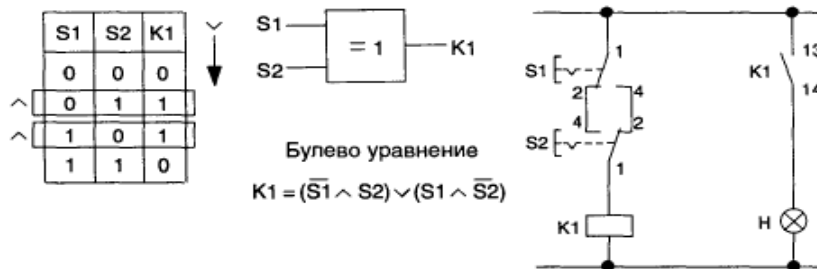 S1 S2 K1
0 0 0
0 1 1
1 0 1
1 1 0
S1
S2
= 1
K1
Булево уравнение
K1 = (S̅1̅ ∧ S2) ∨ (S1 ∧ S̅2̅)
1
S1
2 4
4 2
S2
1
K1
13
K1
14
H